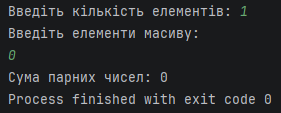 Введіть кількість елементів: 1
Введіть елементи масиву:
0
Сума парних чисел: 0
Process finished with exit code 0